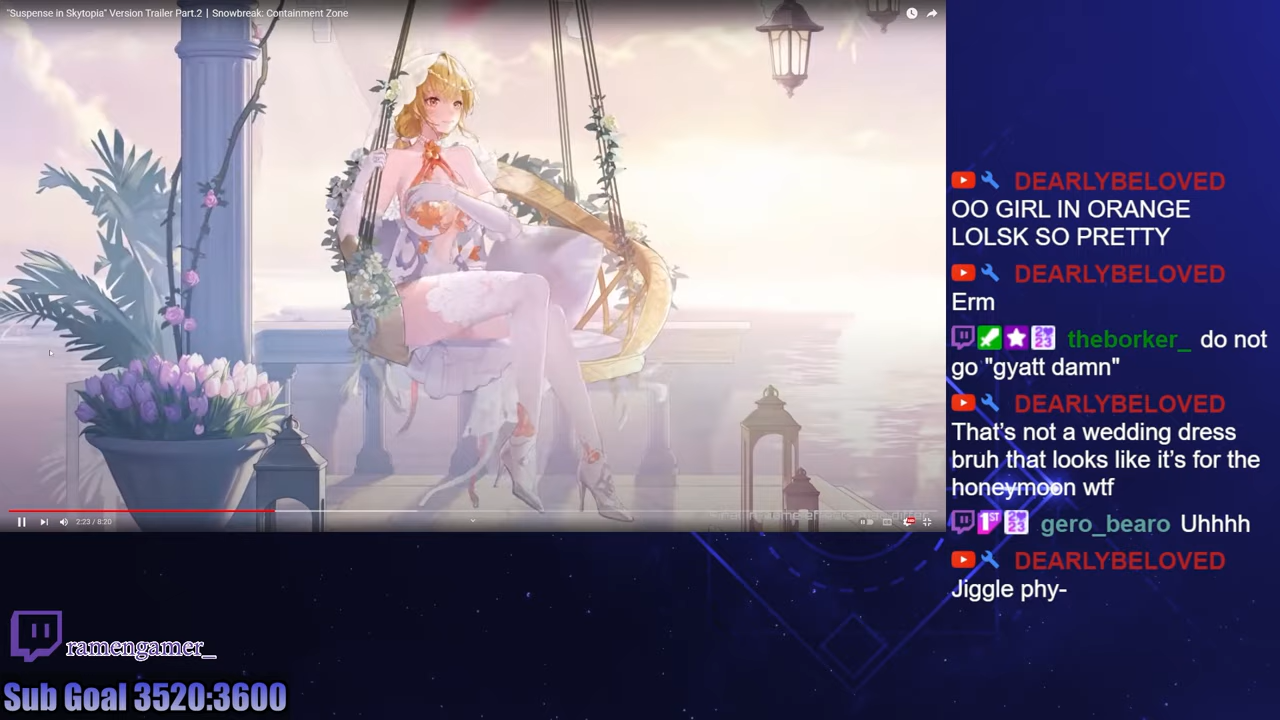 "Suspense in Skytopia" Version Trailer Part.2 | Snowbreak: Containment Zone
DEARLYBELOVED
OO GIRL IN ORANGE
LOLSK SO PRETTY
DEARLYBELOVED
Erm
theborker_ do not
go "gyatt damn"
DEARLYBELOVED
That's not a wedding dress
bruh that looks like it's for the
honeymoon wtf
1ST gero_bearo Uhhhh
DEARLYBELOVED
Jiggle phy-
2:23 / 8:20
ramengamer_
Sub Goal 3520:3600